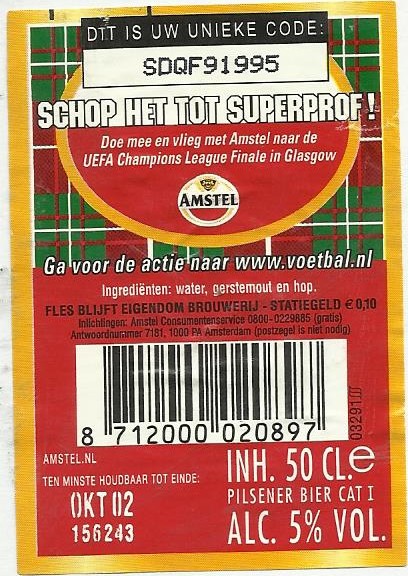 DIT IS UW UNIEKE CODE:
SDQF91995
SCHOP HET TOT SUPERPROF!
Doe mee en vlieg met Amstel naar de
UEFA Champions League Finale in Glasgow
AMSTEL
Ga voor de actie naar www.voetbal.nl
Ingrediënten: water, gerstemout en hop.
FLES BLIJFT EIGENDOM BROUWERIJ - STATIEGELD € 0,10
Inlichtingen: Amstel Consumentenservice 0800-0229885 (gratis)
Antwoordnummer 7181, 1000 PA Amsterdam (postzegel is niet nodig)
8 712000 020897
03291///
AMSTEL.NL
TEN MINSTE HOUDBAAR TOT EINDE:
OKT 02
156243
INH. 50 CL.℮
PILSENER BIER CAT I
ALC. 5% VOL.